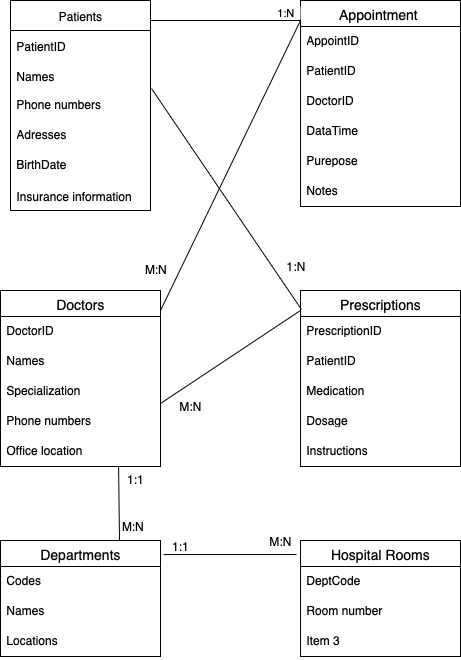 Patients
PatientID
Names
Phone numbers
Adresses
BirthDate
Insurance information
1:N
Appointment
AppointID
PatientID
DoctorID
DataTime
Purepose
Notes
M:N
1:N
Doctors
DoctorID
Names
Specialization
Phone numbers
Office location
M:N
Prescriptions
PrescriptionID
PatientID
Medication
Dosage
Instructions
1:1
M:N
Departments
Codes
Names
Locations
1:1
M:N
Hospital Rooms
DeptCode
Room number
Item 3